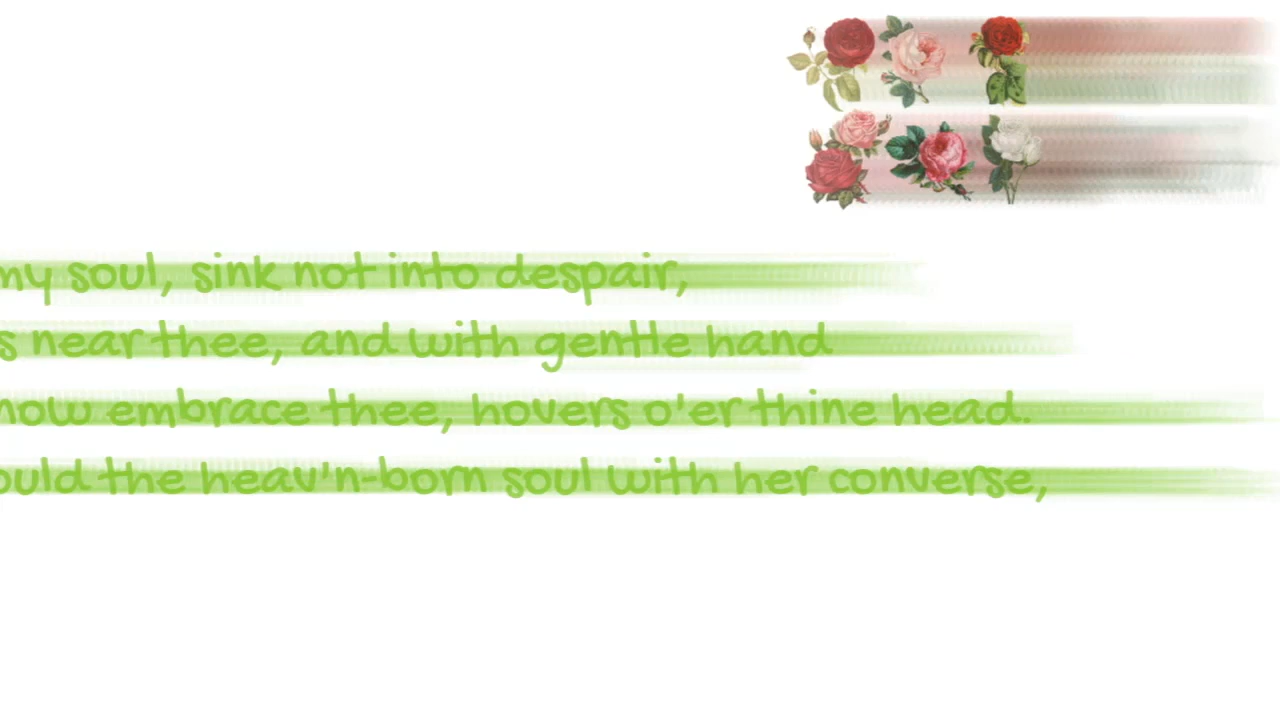 my soul, sink not into despair,
near thee, and with gentle hand
now embrace thee, hovers o'er thine head.
the heav'n-born soul with her converse,